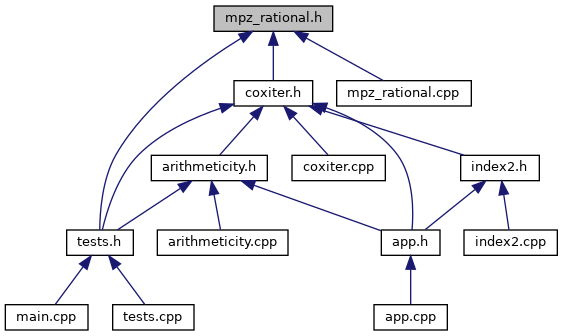 mpz_rational.h
coxiter.h
mpz_rational.cpp
arithmeticity.h
coxiter.cpp
index2.h
tests.h
arithmeticity.cpp
app.h
index2.cpp
main.cpp
tests.cpp
app.cpp